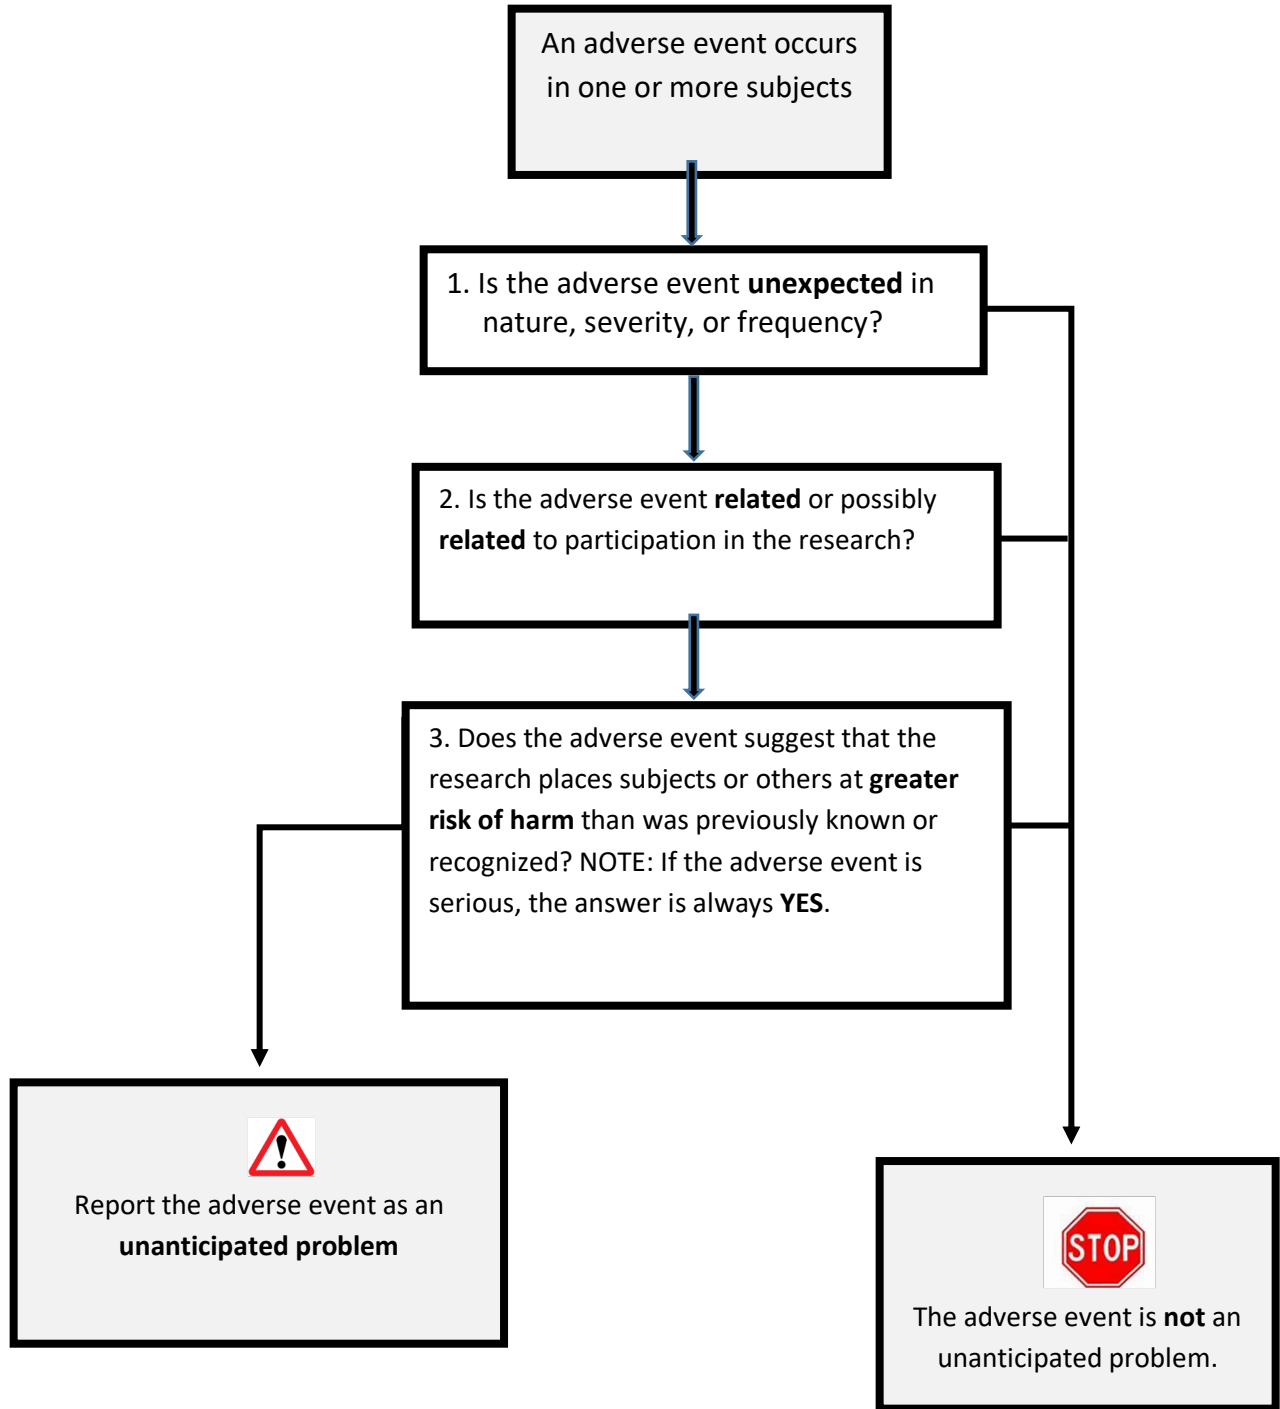 An adverse event occurs
in one or more subjects
1. Is the adverse event unexpected in
nature, severity, or frequency?
2. Is the adverse event related or possibly
related to participation in the research?
3. Does the adverse event suggest that the
research places subjects or others at greater
risk of harm than was previously known or
recognized? NOTE: If the adverse event is
serious, the answer is always YES.
Report the adverse event as an
unanticipated problem
STOP
The adverse event is not an
unanticipated problem.